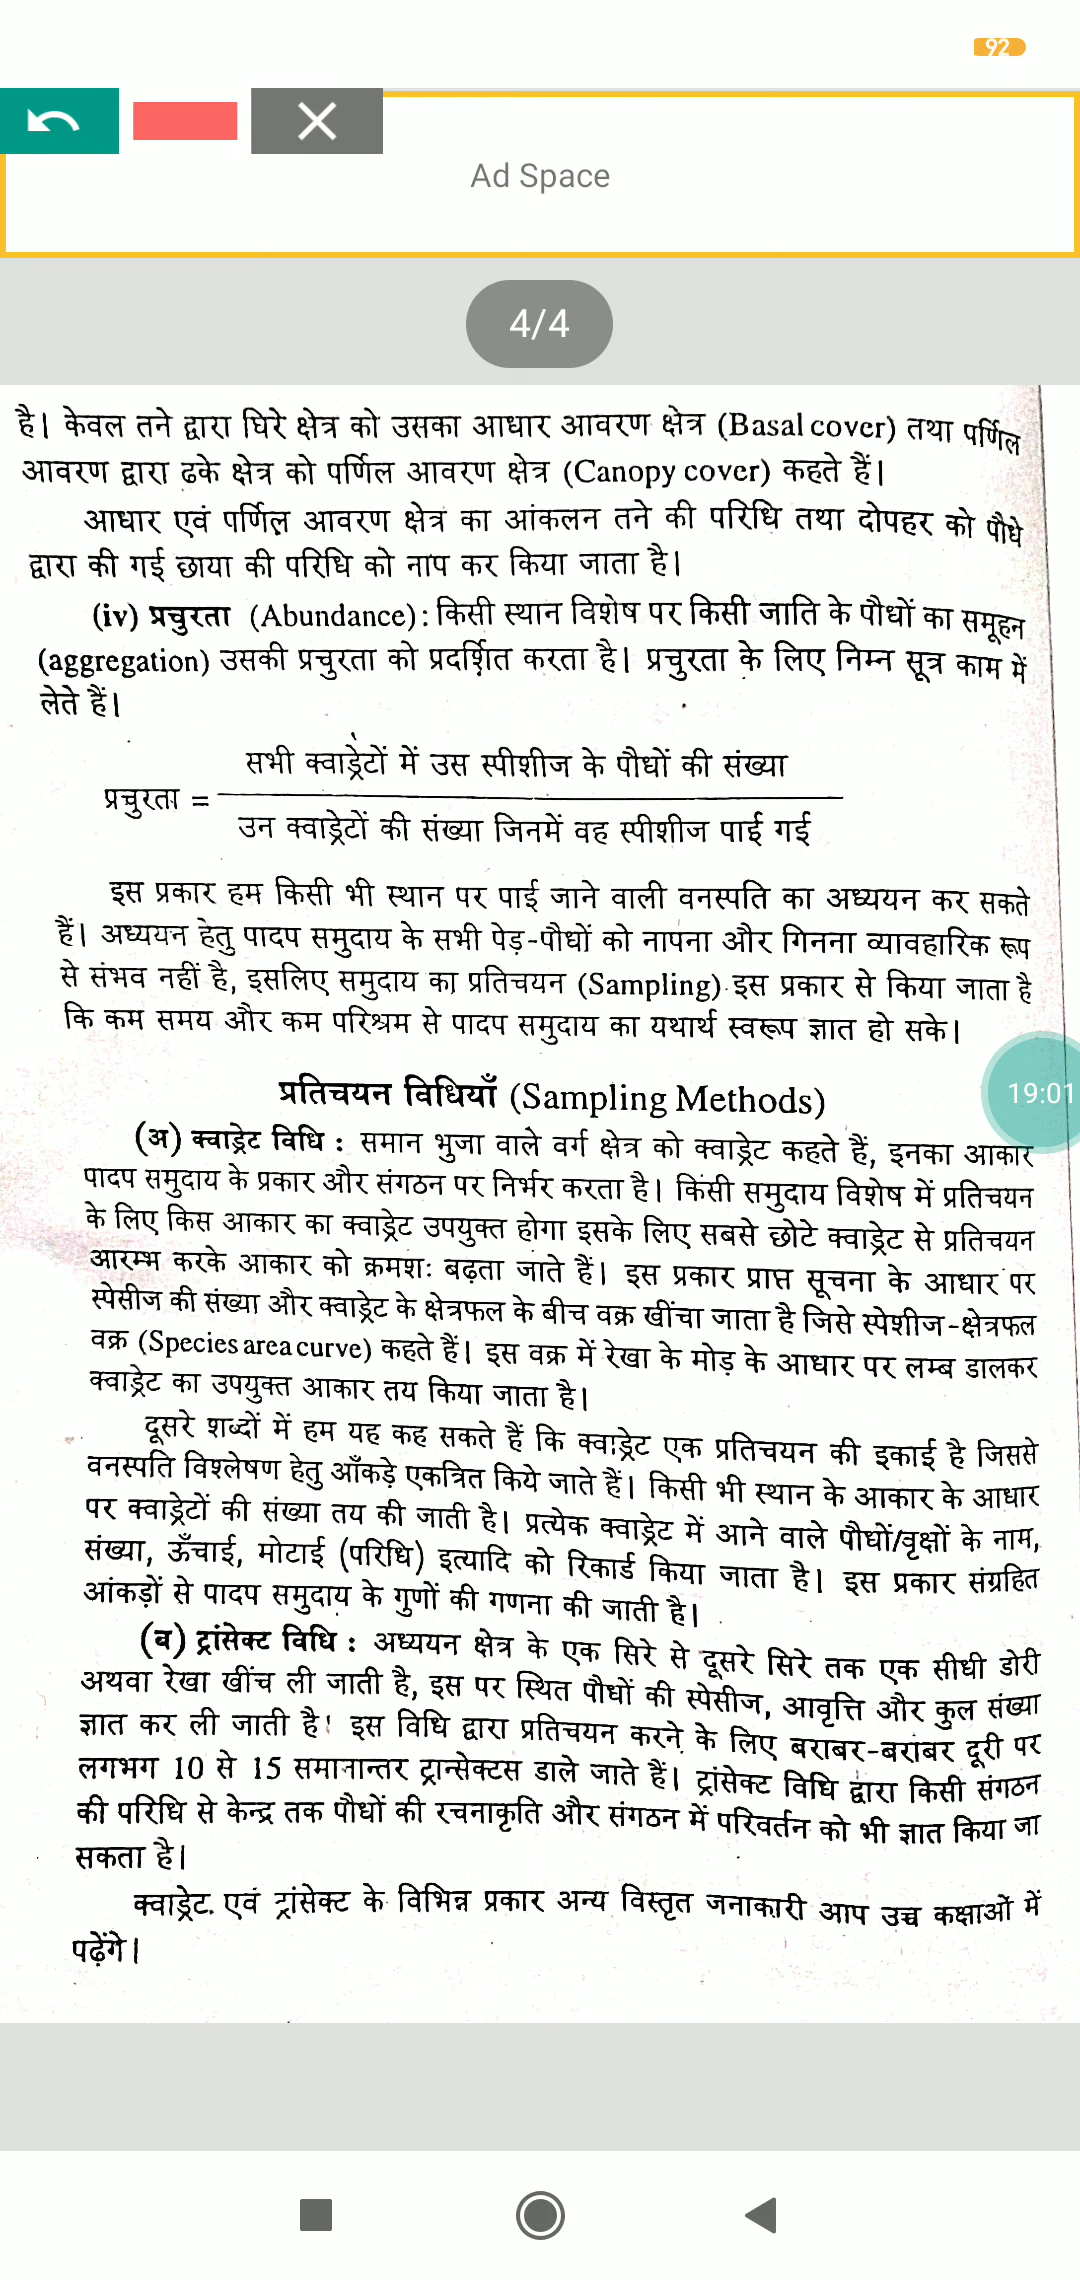 92
Ad Space
4/4
है। केवल तने द्वारा घिरे क्षेत्र को उसका आधार आवरण क्षेत्र (Basal cover) तथा पर्णिल
आवरण द्वारा ढके क्षेत्र को पर्णिल आवरण क्षेत्र (Canopy cover) कहते हैं।
आधार एवं पर्णिल आवरण क्षेत्र का आंकलन तने की परिधि तथा दोपहर को पौधे
द्वारा की गई छाया की परिधि को नाप कर किया जाता है।
(iv) प्रचुरता (Abundance): किसी स्थान विशेष पर किसी जाति के पौधों का समूहन
(aggregation) उसकी प्रचुरता को प्रदर्शित करता है। प्रचुरता के लिए निम्न सूत्र काम में
लेते हैं।
सभी क्वाड्रेटों में उस स्पीशीज के पौधों की संख्या
प्रचुरता =
उन क्वाड्रेटों की संख्या जिनमें वह स्पीशीज पाई गई
इस प्रकार हम किसी भी स्थान पर पाई जाने वाली वनस्पति का अध्ययन कर सकते
हैं। अध्ययन हेतु पादप समुदाय के सभी पेड़-पौधों को नापना और गिनना व्यावहारिक रूप
से संभव नहीं है, इसलिए समुदाय का प्रतिचयन (Sampling) इस प्रकार से किया जाता है
कि कम समय और कम परिश्रम से पादप समुदाय का यथार्थ स्वरूप ज्ञात हो सके।
19:01
प्रतिचयन विधियाँ (Sampling Methods)
(अ) क्वाड्रेट विधि : समान भुजा वाले वर्ग क्षेत्र को क्वाड्रेट कहते हैं, इनका आकार
पादप समुदाय के प्रकार और संगठन पर निर्भर करता है। किसी समुदाय विशेष में प्रतिचयन
के लिए किस आकार का क्वाड्रेट उपयुक्त होगा इसके लिए सबसे छोटे क्वाड्रेट से प्रतिचयन
आरम्भ करके आकार को क्रमशः बढ़ता जाते हैं। इस प्रकार प्राप्त सूचना के आधार पर
स्पेसीज की संख्या और क्वाड्रेट के क्षेत्रफल के बीच वक्र खींचा जाता है जिसे स्पेशीज-क्षेत्रफल
वक्र (Species area curve) कहते हैं। इस वक्र में रेखा के मोड़ के आधार पर लम्ब डालकर
क्वाड्रेट का उपयुक्त आकार तय किया जाता है।
दूसरे शब्दों में हम यह कह सकते हैं कि क्वाड्रेट एक प्रतिचयन की इकाई है जिससे
वनस्पति विश्लेषण हेतु आँकड़े एकत्रित किये जाते हैं। किसी भी स्थान के आकार के आधार
पर क्वाड्रेटों की संख्या तय की जाती है। प्रत्येक क्वाड्रेट में आने वाले पौधों/वृक्षों के नाम,
संख्या, ऊँचाई, मोटाई (परिधि) इत्यादि को रिकार्ड किया जाता है। इस प्रकार संग्रहित
आंकड़ों से पादप समुदाय के गुणों की गणना की जाती है।
(ब) ट्रांसेक्ट विधि : अध्ययन क्षेत्र के एक सिरे से दूसरे सिरे तक एक सीधी डोरी
अथवा रेखा खींच ली जाती है, इस पर स्थित पौधों की स्पेसीज, आवृत्ति और कुल संख्या
ज्ञात कर ली जाती है। इस विधि द्वारा प्रतिचयन करने के लिए बराबर-बराबर दूरी पर
लगभग 10 से 15 समानान्तर ट्रान्सेक्टस डाले जाते हैं। ट्रांसेक्ट विधि द्वारा किसी संगठन
की परिधि से केन्द्र तक पौधों की रचनाकृति और संगठन में परिवर्तन को भी ज्ञात किया जा
सकता है।
क्वाड्रेट एवं ट्रांसेक्ट के विभिन्न प्रकार अन्य विस्तृत जनाकारी आप उच्च कक्षाओं में
पढ़ेंगे।